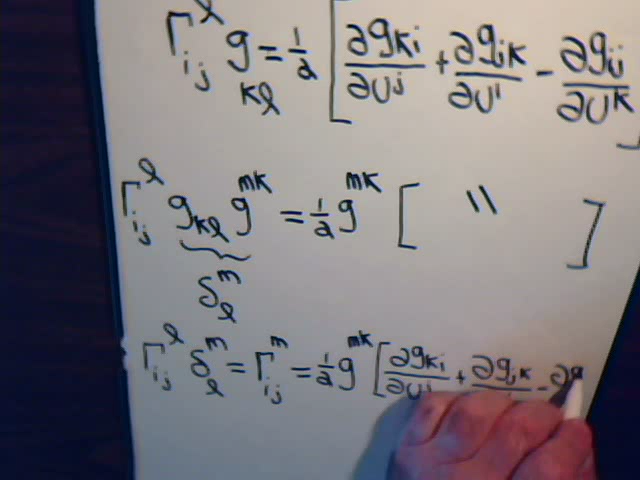 Γ^ℓ_ij g_kℓ = 1/2 [ ∂g_ki/∂u^j + ∂g_jk/∂u^i - ∂g_ij/∂u^k ]
Γ^ℓ_ij g_kℓ g^mk = 1/2 g^mk [ " ]
δ^m_ℓ
Γ^ℓ_ij δ^m_ℓ = Γ^m_ij = 1/2 g^mk [ ∂g_ki/∂u^j + ∂g_jk - ∂g